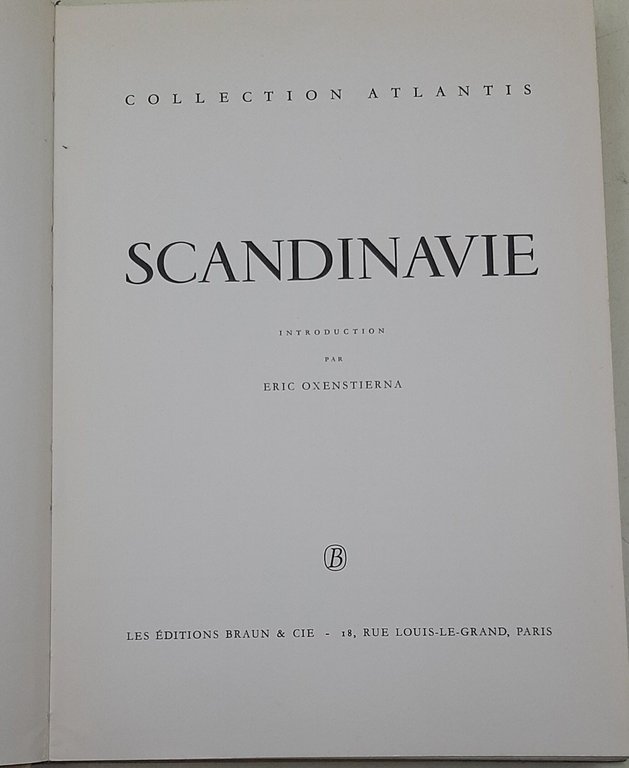 COLLECTION ATLANTIS
SCANDINAVIE
INTRODUCTION
PAR
ERIC OXENSTIERNA
B
LES ÉDITIONS BRAUN & CIE - 18, RUE LOUIS-LE-GRAND, PARIS